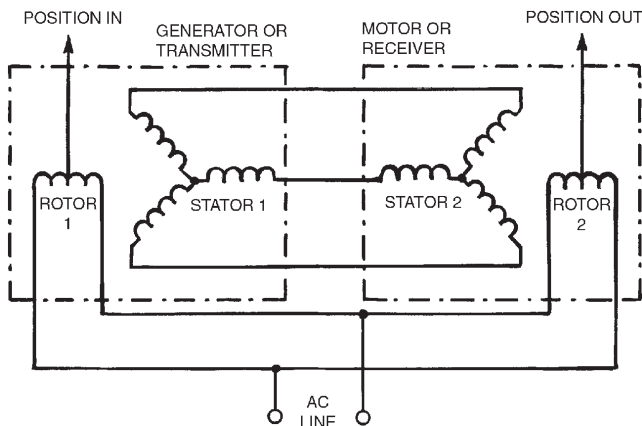 POSITION IN
GENERATOR OR
TRANSMITTER
MOTOR OR
RECEIVER
POSITION OUT
ROTOR
1
STATOR 1
STATOR 2
ROTOR
2
AC
LINE